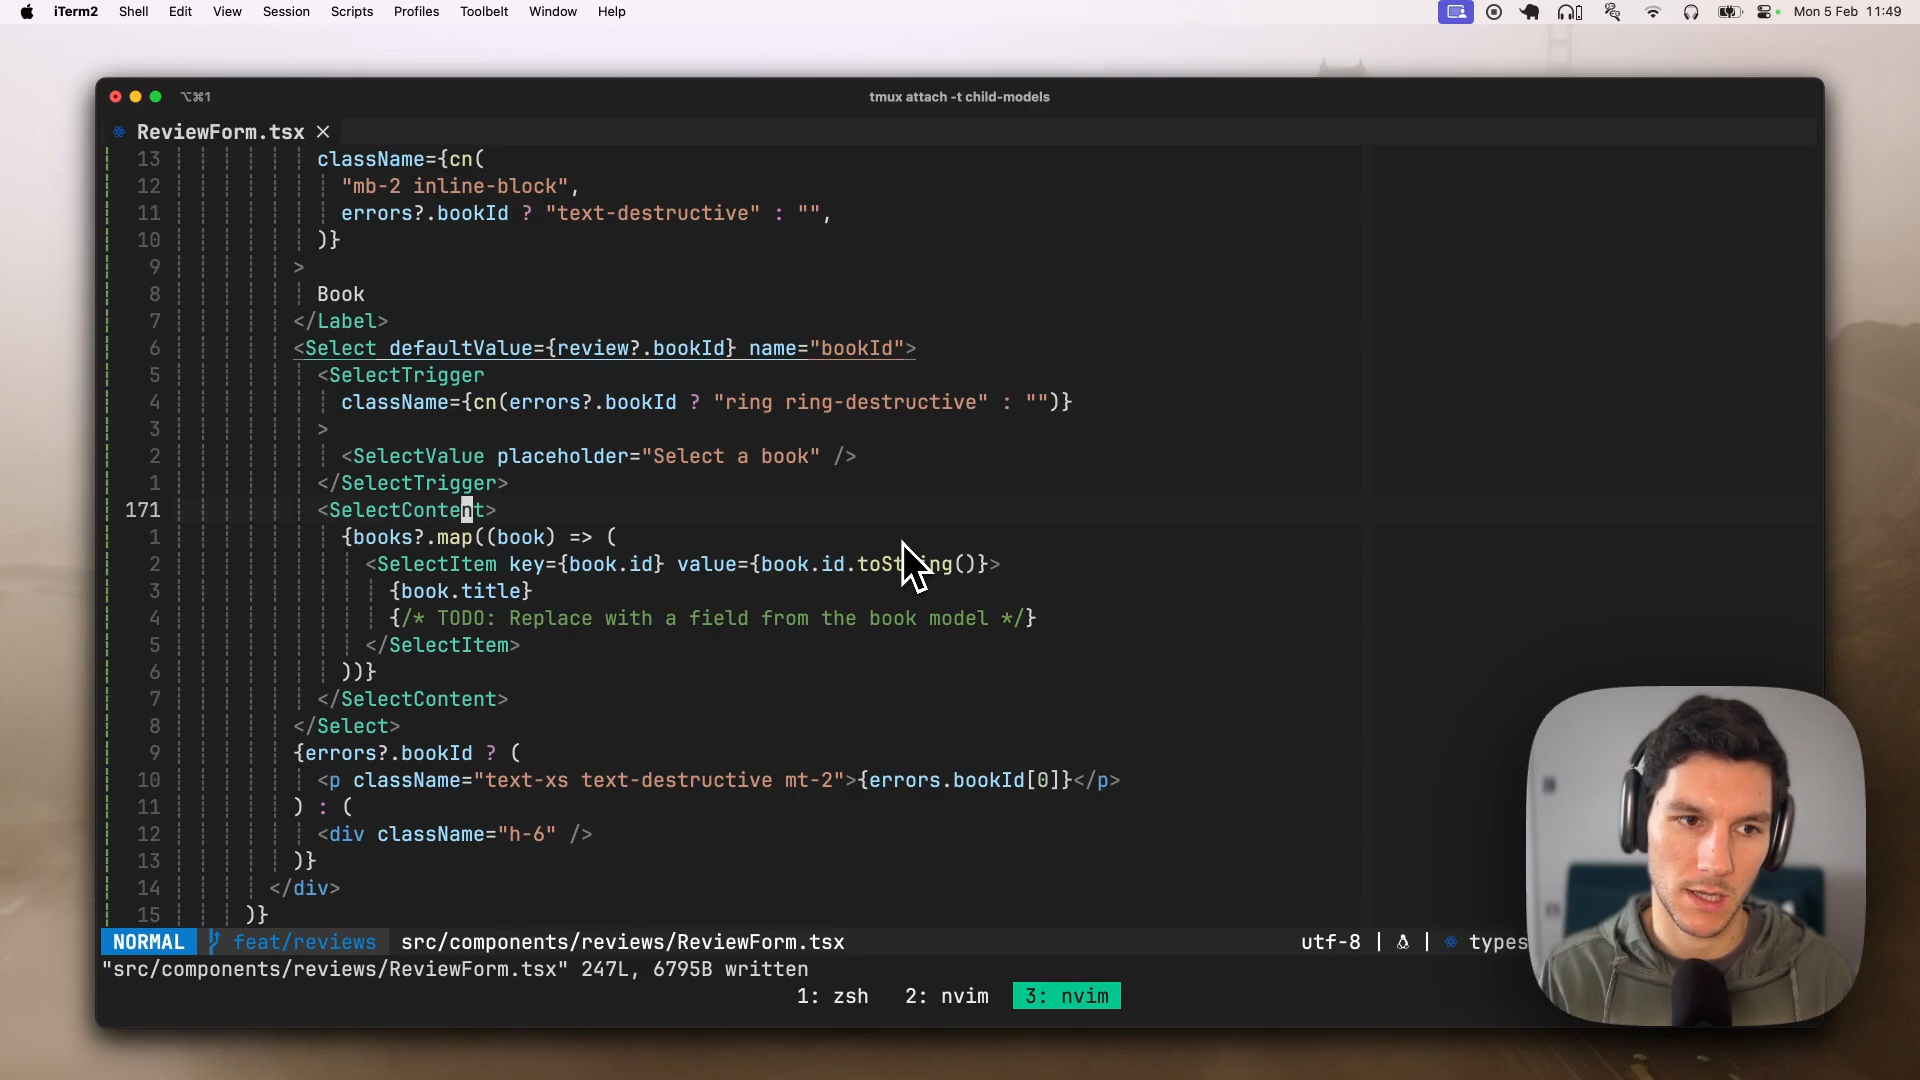 iTerm2 Shell Edit View Session Scripts Profiles Toolbelt Window Help Mon 5 Feb 11:49
⌥⌘1 tmux attach -t child-models
ReviewForm.tsx ×
13 className={cn(
12 "mb-2 inline-block",
11 errors?.bookId ? "text-destructive" : "",
10 )}
9 >
8 Book
7 </Label>
6 <Select defaultValue={review?.bookId} name="bookId">
5 <SelectTrigger
4 className={cn(errors?.bookId ? "ring ring-destructive" : "")}
3 >
2 <SelectValue placeholder="Select a book" />
1 </SelectTrigger>
171 <SelectContent>
1 {books?.map((book) => (
2 <SelectItem key={book.id} value={book.id.toString()}>
3 {book.title}
4 {/* TODO: Replace with a field from the book model */}
5 </SelectItem>
6 ))}
7 </SelectContent>
8 </Select>
9 {errors?.bookId ? (
10 <p className="text-xs text-destructive mt-2">{errors.bookId[0]}</p>
11 ) : (
12 <div className="h-6" />
13 )}
14 </div>
15 )}
NORMAL feat/reviews src/components/reviews/ReviewForm.tsx utf-8 | | types
"src/components/reviews/ReviewForm.tsx" 247L, 6795B written
1: zsh 2: nvim 3: nvim